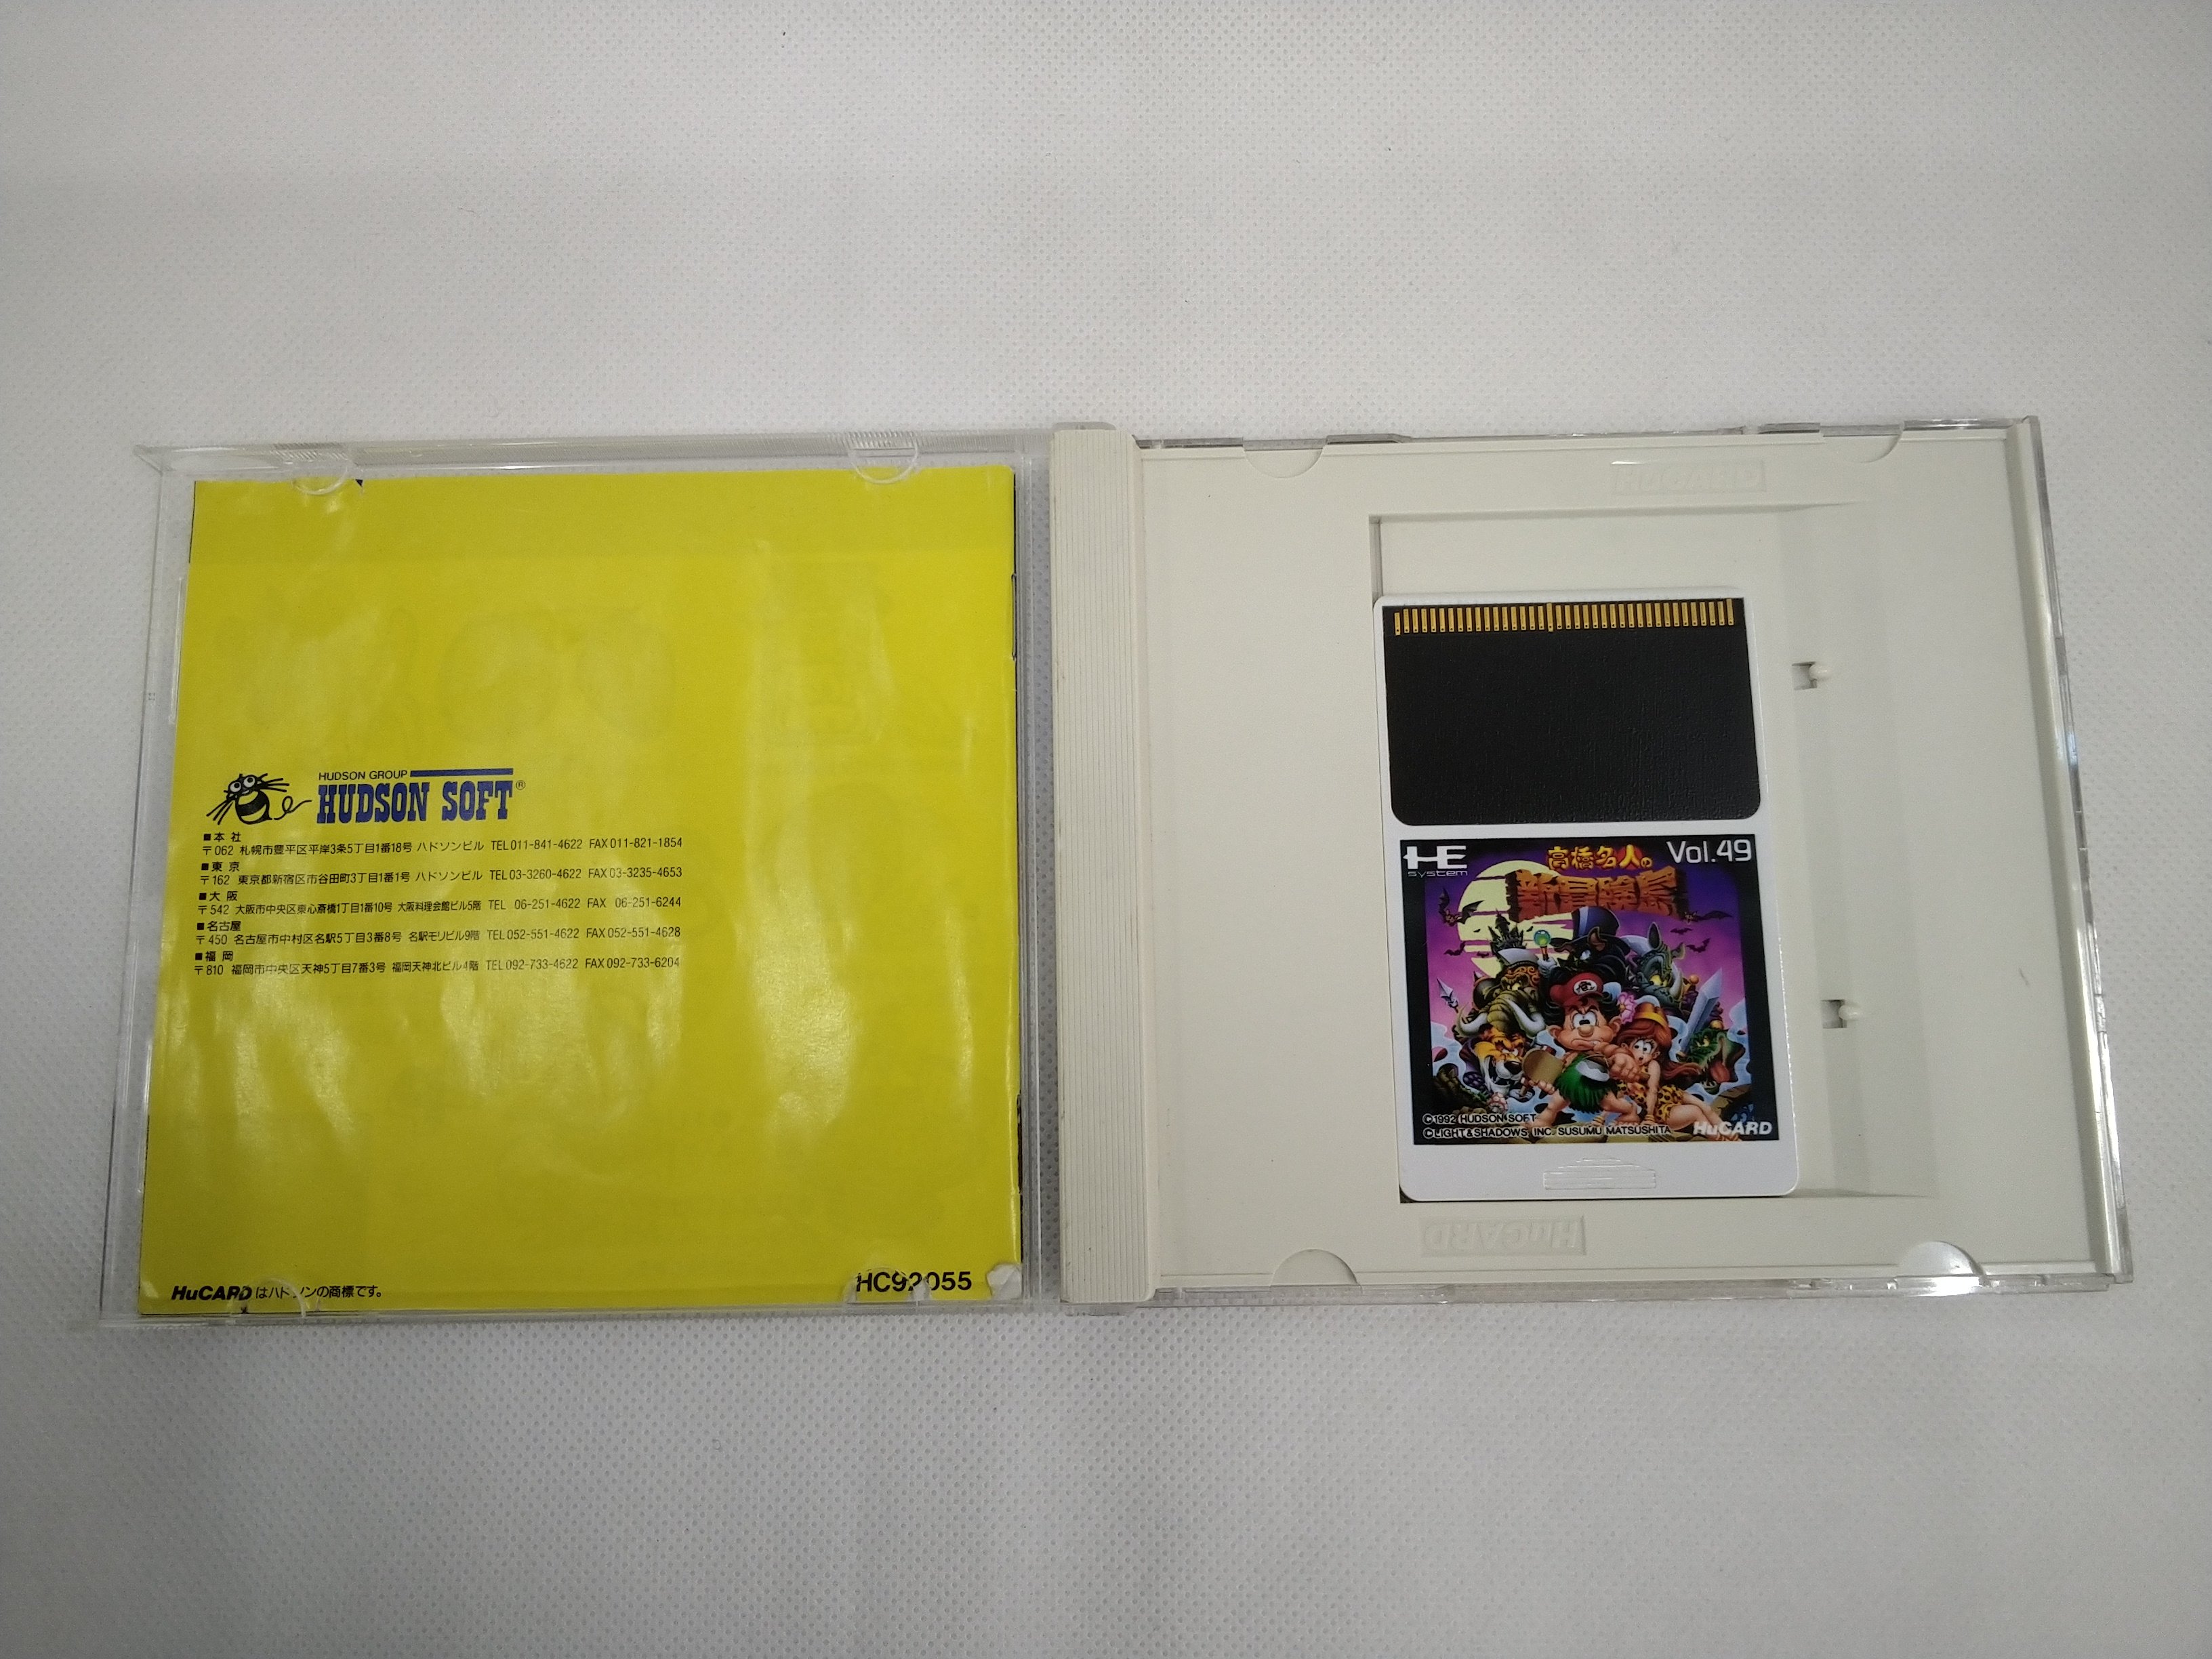 HUDSON GROUP
HUDSON SOFT®
■本 社
〒062 札幌市豊平区平岸3条5丁目1番18号 ハドソンビル TEL 011-841-4622 FAX 011-821-1854
■東 京
〒162 東京都新宿区市谷田町3丁目1番1号 ハドソンビル TEL 03-3260-4622 FAX 03-3235-4653
■大 阪
〒542 大阪市中央区東心斎橋1丁目1番10号 大阪料理会館ビル5階 TEL 06-251-4622 FAX 06-251-6244
■名古屋
〒450 名古屋市中村区名駅5丁目3番8号 名駅モリビル9階 TEL 052-551-4622 FAX 052-551-4628
■福 岡
〒810 福岡市中央区天神5丁目7番3号 福岡天神北ビル4階 TEL 092-733-4622 FAX 092-733-6204
HuCARDはハドソンの商標です。
HC92055
HuCARD
HE system
Vol.49
高橋名人の
新冒険島
©1992 HUDSON SOFT
©LIGHT & SHADOWS INC. SUSUMU MATSUSHITA
HuCARD
HuCARD